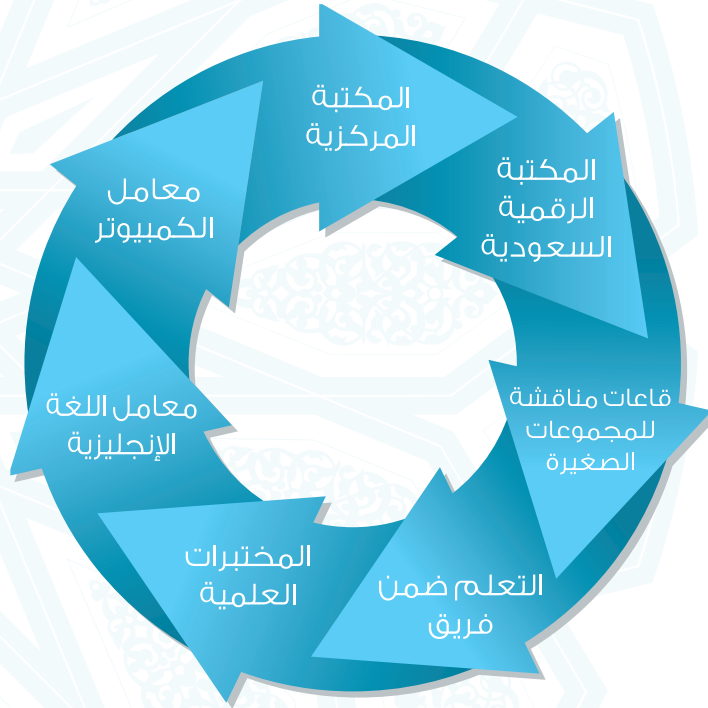 المكتبة
المركزية
المكتبة
الرقمية
السعودية
قاعات مناقشة
للمجموعات
الصغيرة
التعلم ضمن
فريق
المختبرات
العلمية
معامل اللغة
الإنجليزية
معامل
الكمبيوتر